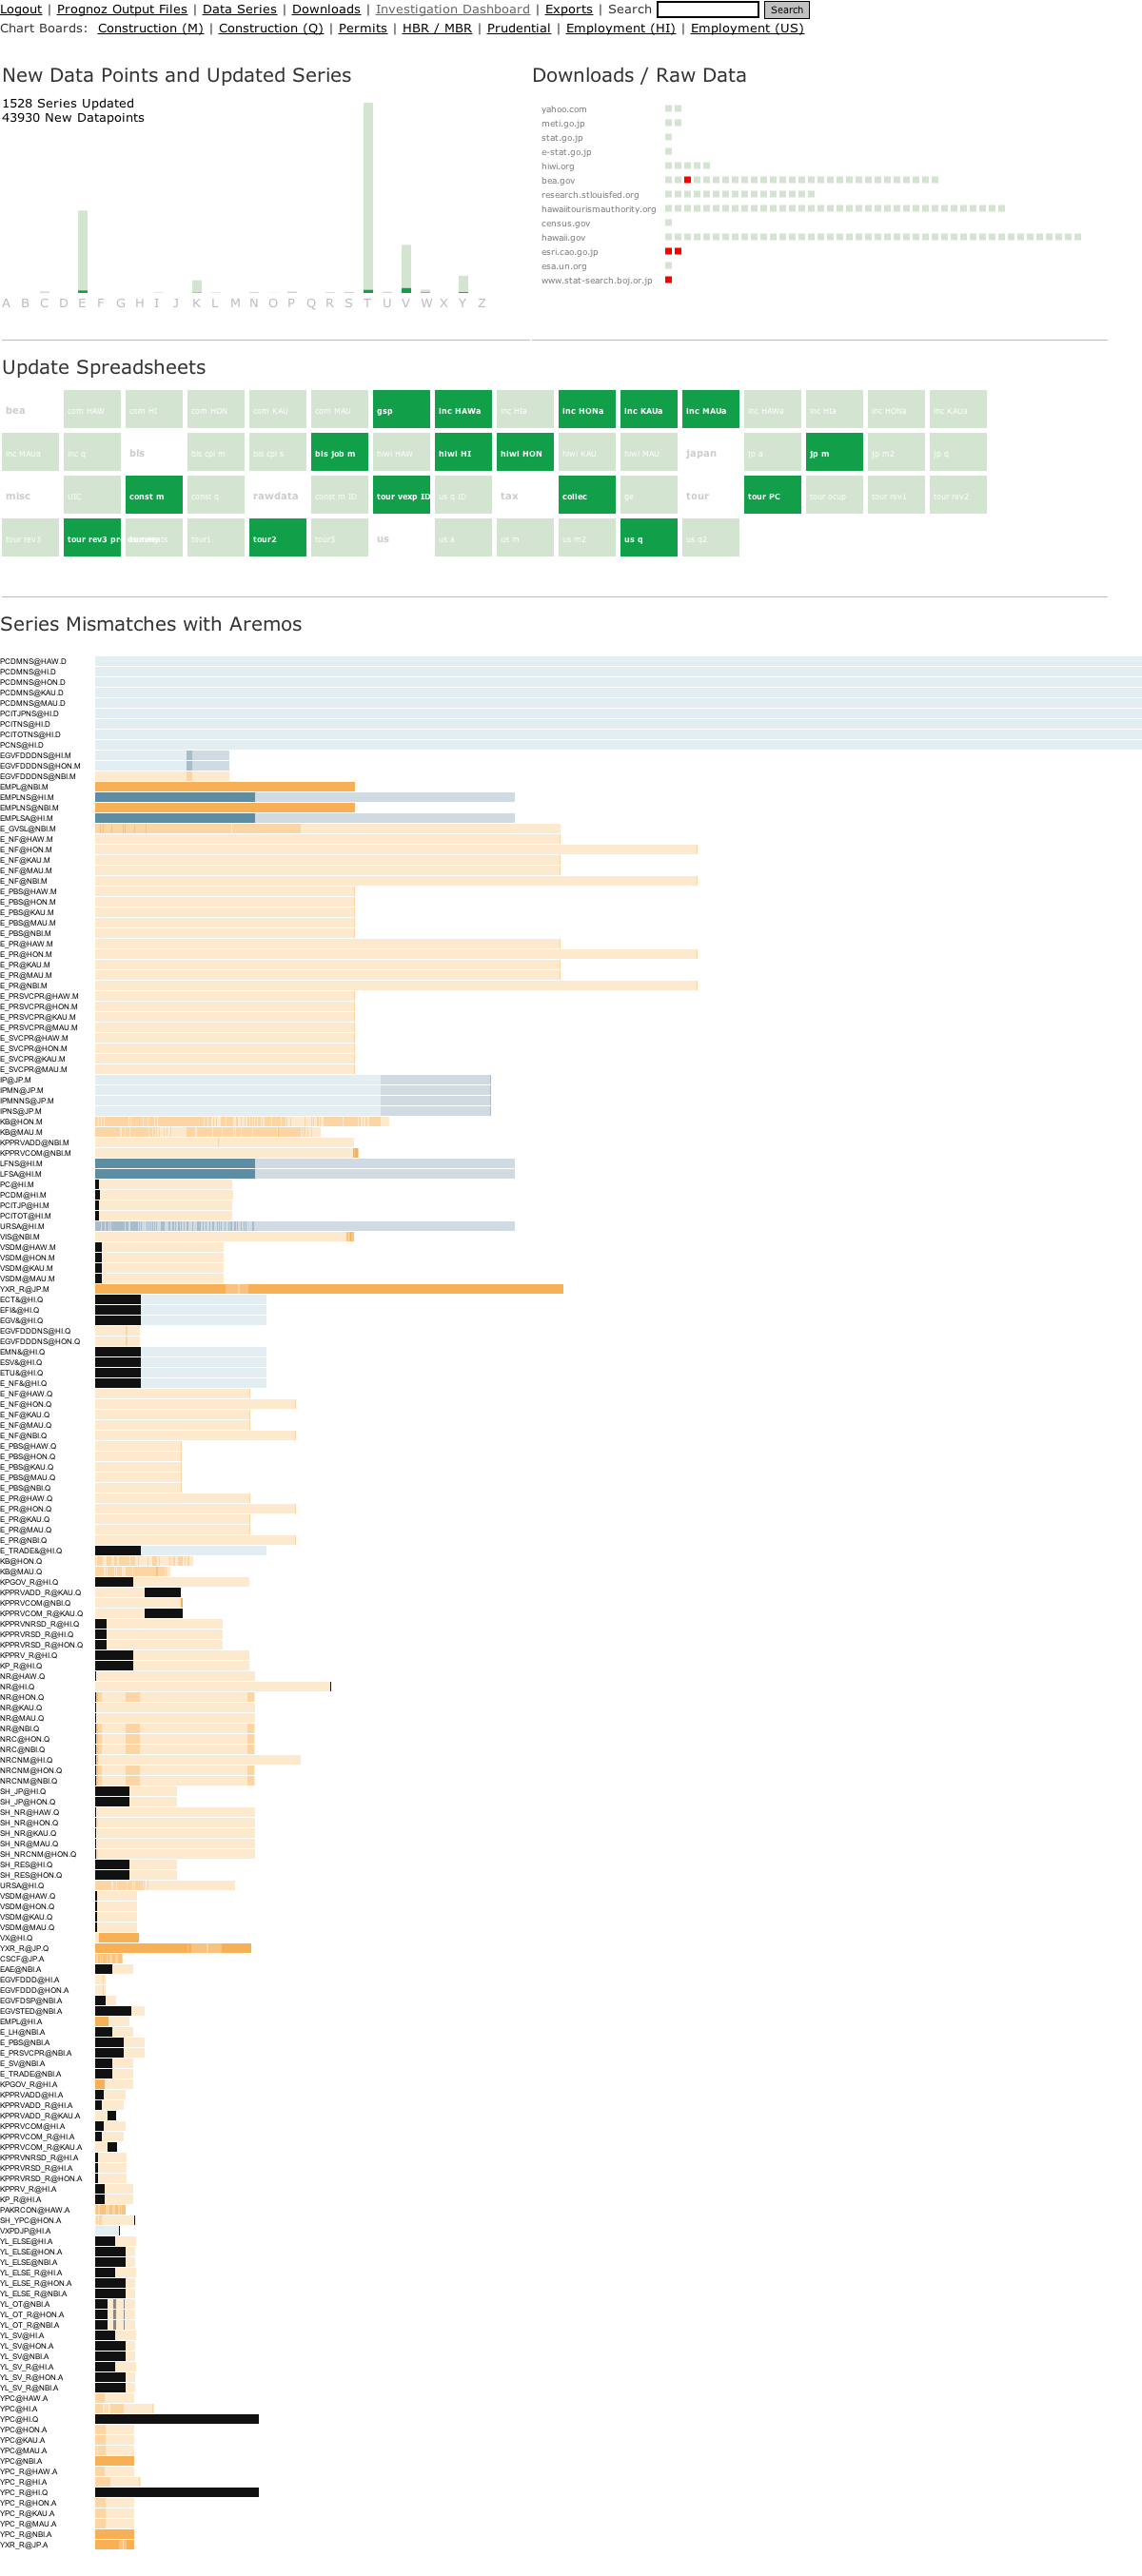 Logout | Prognoz Output Files | Data Series | Downloads | Investigation Dashboard | Exports | Search Search
Chart Boards: Construction (M) | Construction (Q) | Permits | HBR / MBR | Prudential | Employment (HI) | Employment (US)
New Data Points and Updated Series
1528 Series Updated
43930 New Datapoints
A B C D E F G H I J K L M N O P Q R S T U V W X Y Z
Downloads / Raw Data
yahoo.com
meti.go.jp
stat.go.jp
e-stat.go.jp
hiwi.org
bea.gov
research.stlouisfed.org
hawaiitourismauthority.org
census.gov
hawaii.gov
esri.cao.go.jp
esa.un.org
www.stat-search.boj.or.jp
Update Spreadsheets
bea com HAW com HI com HON com KAU com MAU gsp inc HAWa inc HIa inc HONa inc KAUa inc MAUa inc HAWa inc HIa inc HONa inc KAUa
inc MAUa inc q bls bls cpi m bls cpi s bls job m hiwi HAW hiwi HI hiwi HON hiwi KAU hiwi MAU japan jp a jp m jp m2 jp q
misc UIC const m const q rawdata const m ID tour vexp ID us q ID tax collec ge tour tour PC tour ocup tour rev1 tour rev2
tour rev3 tour rev3 pro dummy tour1 tour2 tour3 us us a us m us m2 us q us q2
Series Mismatches with Aremos
PCDMNS@HAW.D
PCDMNS@HI.D
PCDMNS@HON.D
PCDMNS@KAU.D
PCDMNS@MAU.D
PCITJPNS@HI.D
PCITNS@HI.D
PCITOTNS@HI.D
PCNS@HI.D
EGVFDDDNS@HI.M
EGVFDDDNS@HON.M
EGVFDDDNS@NBI.M
EMPL@NBI.M
EMPLNS@HI.M
EMPLNS@NBI.M
EMPLSA@HI.M
E_GVSL@NBI.M
E_NF@HAW.M
E_NF@HON.M
E_NF@KAU.M
E_NF@MAU.M
E_NF@NBI.M
E_PBS@HAW.M
E_PBS@HON.M
E_PBS@KAU.M
E_PBS@MAU.M
E_PBS@NBI.M
E_PR@HAW.M
E_PR@HON.M
E_PR@KAU.M
E_PR@MAU.M
E_PR@NBI.M
E_PRSVCPR@HAW.M
E_PRSVCPR@HON.M
E_PRSVCPR@KAU.M
E_PRSVCPR@MAU.M
E_SVCPR@HAW.M
E_SVCPR@HON.M
E_SVCPR@KAU.M
E_SVCPR@MAU.M
IP@JP.M
IPMN@JP.M
IPMNNS@JP.M
IPNS@JP.M
KB@HON.M
KB@MAU.M
KPPRVADD@NBI.M
KPPRVCOM@NBI.M
LFNS@HI.M
LFSA@HI.M
PC@HI.M
PCDM@HI.M
PCITJP@HI.M
PCITOT@HI.M
URSA@HI.M
VIS@NBI.M
VSDM@HAW.M
VSDM@HON.M
VSDM@KAU.M
VSDM@MAU.M
YXR_R@JP.M
ECT&@HI.Q
EFI&@HI.Q
EGV&@HI.Q
EGVFDDDNS@HI.Q
EGVFDDDNS@HON.Q
EMN&@HI.Q
ESV&@HI.Q
ETU&@HI.Q
E_NF&@HI.Q
E_NF@HAW.Q
E_NF@HON.Q
E_NF@KAU.Q
E_NF@MAU.Q
E_NF@NBI.Q
E_PBS@HAW.Q
E_PBS@HON.Q
E_PBS@KAU.Q
E_PBS@MAU.Q
E_PBS@NBI.Q
E_PR@HAW.Q
E_PR@HON.Q
E_PR@KAU.Q
E_PR@MAU.Q
E_PR@NBI.Q
E_TRADE&@HI.Q
KB@HON.Q
KB@MAU.Q
KPGOV_R@HI.Q
KPPRVADD_R@KAU.Q
KPPRVCOM@NBI.Q
KPPRVCOM_R@KAU.Q
KPPRVNRSD_R@HI.Q
KPPRVRSD_R@HI.Q
KPPRVRSD_R@HON.Q
KPPRV_R@HI.Q
KP_R@HI.Q
NR@HAW.Q
NR@HI.Q
NR@HON.Q
NR@KAU.Q
NR@MAU.Q
NR@NBI.Q
NRC@HON.Q
NRC@NBI.Q
NRCNM@HI.Q
NRCNM@HON.Q
NRCNM@NBI.Q
SH_JP@HI.Q
SH_JP@HON.Q
SH_NR@HAW.Q
SH_NR@HON.Q
SH_NR@KAU.Q
SH_NR@MAU.Q
SH_NRCNM@HON.Q
SH_RES@HI.Q
SH_RES@HON.Q
URSA@HI.Q
VSDM@HAW.Q
VSDM@HON.Q
VSDM@KAU.Q
VSDM@MAU.Q
VX@HI.Q
YXR_R@JP.Q
CSCF@JP.A
EAE@NBI.A
EGVFDDD@HI.A
EGVFDDD@HON.A
EGVFDSP@NBI.A
EGVSTED@NBI.A
EMPL@HI.A
E_LH@NBI.A
E_PBS@NBI.A
E_PRSVCPR@NBI.A
E_SV@NBI.A
E_TRADE@NBI.A
KPGOV_R@HI.A
KPPRVADD@HI.A
KPPRVADD_R@HI.A
KPPRVADD_R@KAU.A
KPPRVCOM@HI.A
KPPRVCOM_R@HI.A
KPPRVCOM_R@KAU.A
KPPRVNRSD_R@HI.A
KPPRVRSD_R@HI.A
KPPRVRSD_R@HON.A
KPPRV_R@HI.A
KP_R@HI.A
PAKRCON@HAW.A
SH_YPC@HON.A
VXPDJP@HI.A
YL_ELSE@HI.A
YL_ELSE@HON.A
YL_ELSE@NBI.A
YL_ELSE_R@HI.A
YL_ELSE_R@HON.A
YL_ELSE_R@NBI.A
YL_OT@NBI.A
YL_OT_R@HON.A
YL_OT_R@NBI.A
YL_SV@HI.A
YL_SV@HON.A
YL_SV@NBI.A
YL_SV_R@HI.A
YL_SV_R@HON.A
YL_SV_R@NBI.A
YPC@HAW.A
YPC@HI.A
YPC@HI.Q
YPC@HON.A
YPC@KAU.A
YPC@MAU.A
YPC@NBI.A
YPC_R@HAW.A
YPC_R@HI.A
YPC_R@HI.Q
YPC_R@HON.A
YPC_R@KAU.A
YPC_R@MAU.A
YPC_R@NBI.A
YXR_R@JP.A